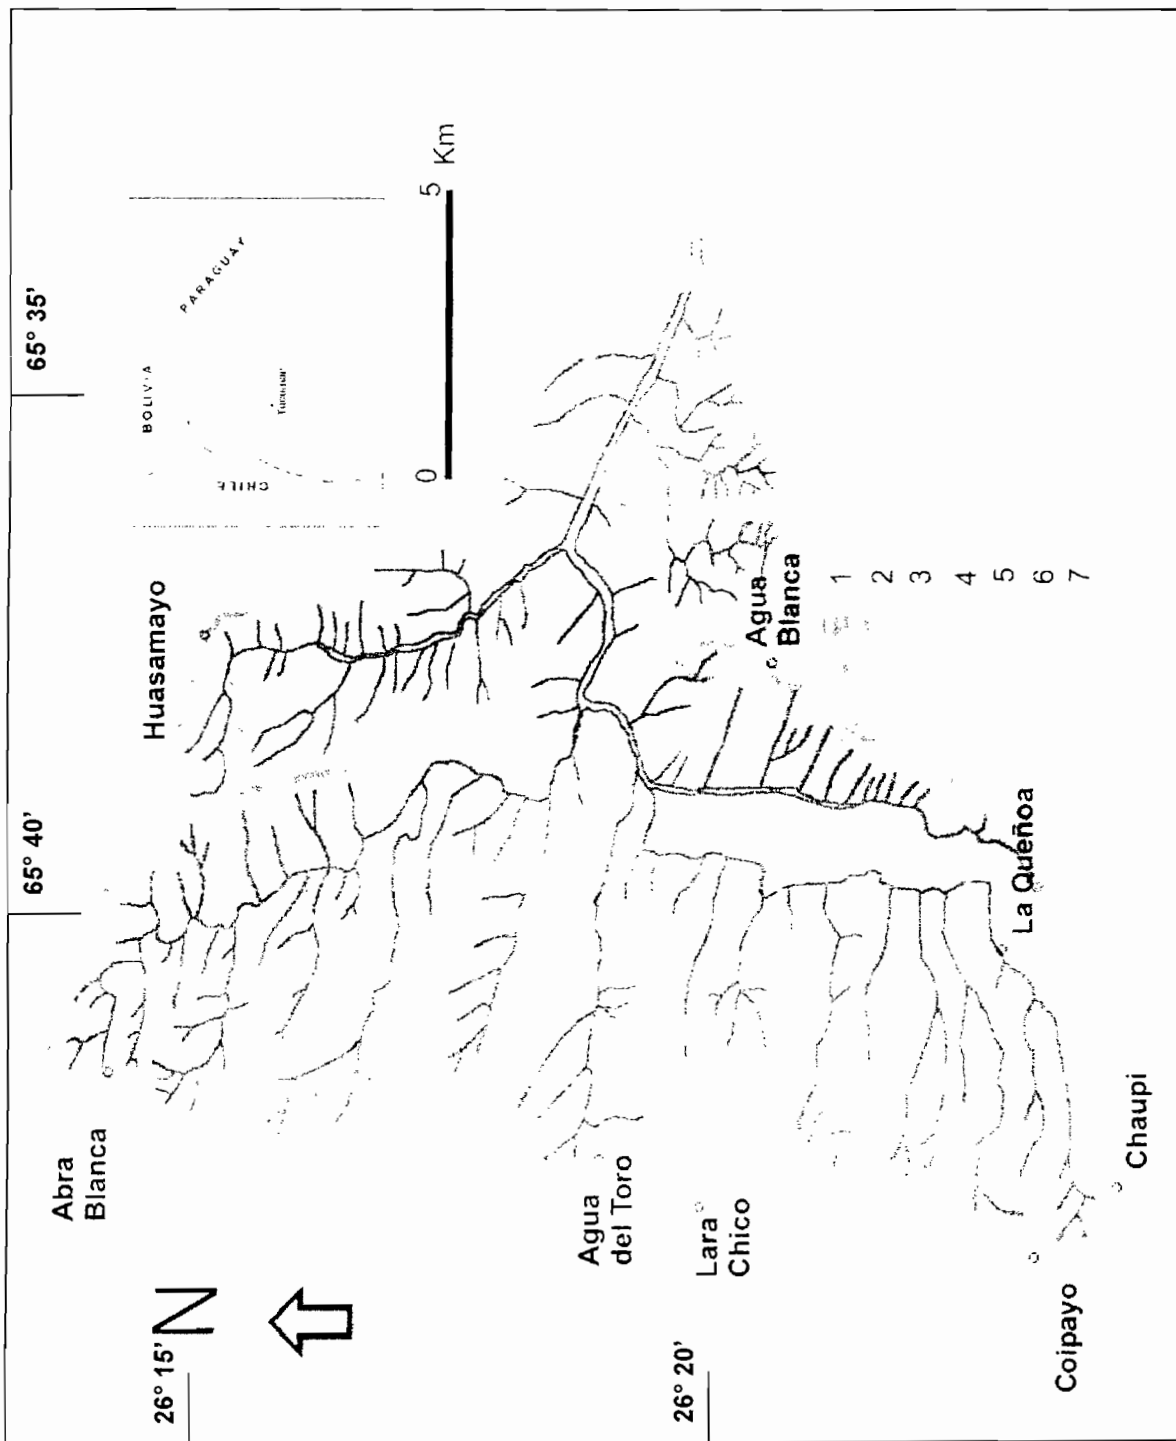 65° 40'
65° 35'
26° 15'
26° 20'
N
Abra
Blanca
Huasamayo
BOLIVIA
PARAGUAY
CHILE
0
5
Km
Agua
del Toro
Lara
Chico
Agua
Blanca
La Queñoa
Coipayo
Chaupi
1
2
3
4
5
6
7